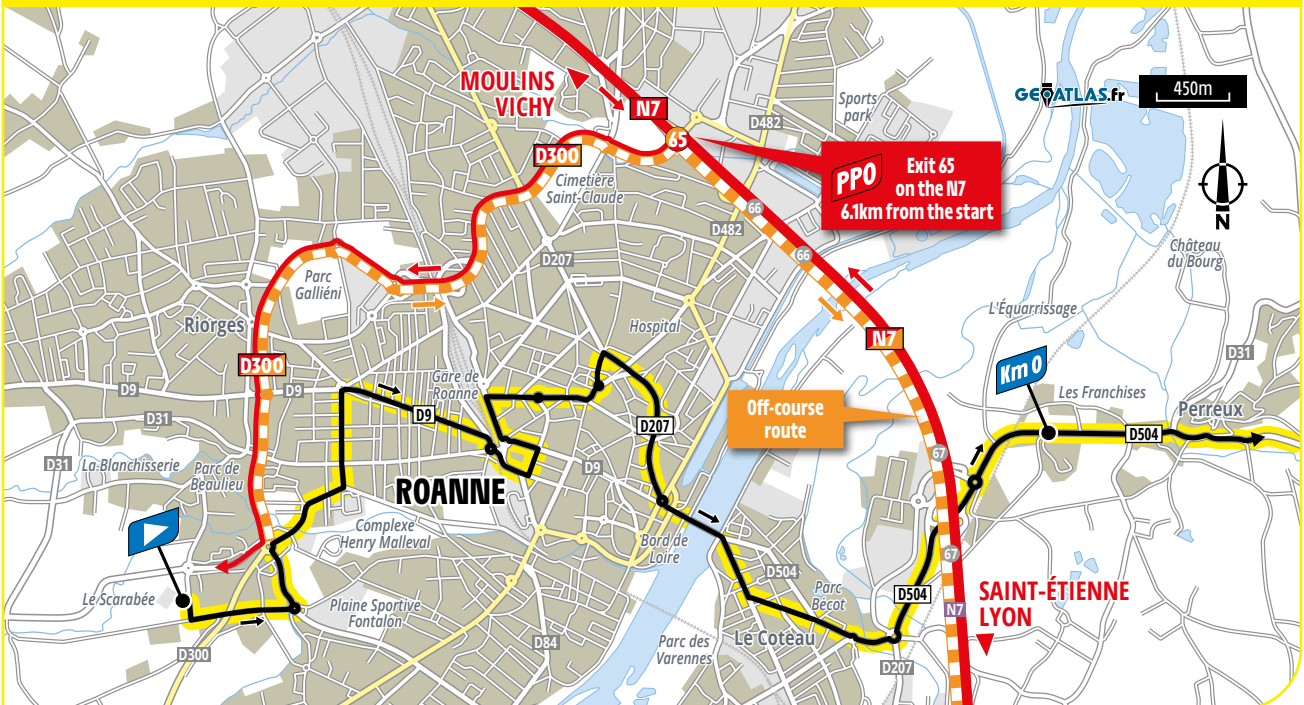 MOULINS
VICHY
N7
65
D300
Cimetière
Saint-Claude
D482
Sports
park
GEOATLAS.fr
450m
N
PPO
Exit 65
on the N7
6.1km from the start
66
D482
66
D207
Parc
Galliéni
Château
du Bourg
L'Équarrissage
Riorges
Hospital
N7
D300
D9
D9
D31
Gare de
Roanne
D9
D207
Off-course
route
Km 0
Les Franchises
D31
Perreux
D504
D31
La Blanchisserie
Parc de
Beaulieu
ROANNE
D9
67
Complexe
Henry Malleval
Bord de
Loire
67
D504
Le Scarabée
Plaine Sportive
Fontalon
Parc
Bécot
D504
N7
SAINT-ÉTIENNE
LYON
D300
D84
Parc des
Varennes
Le Coteau
D207